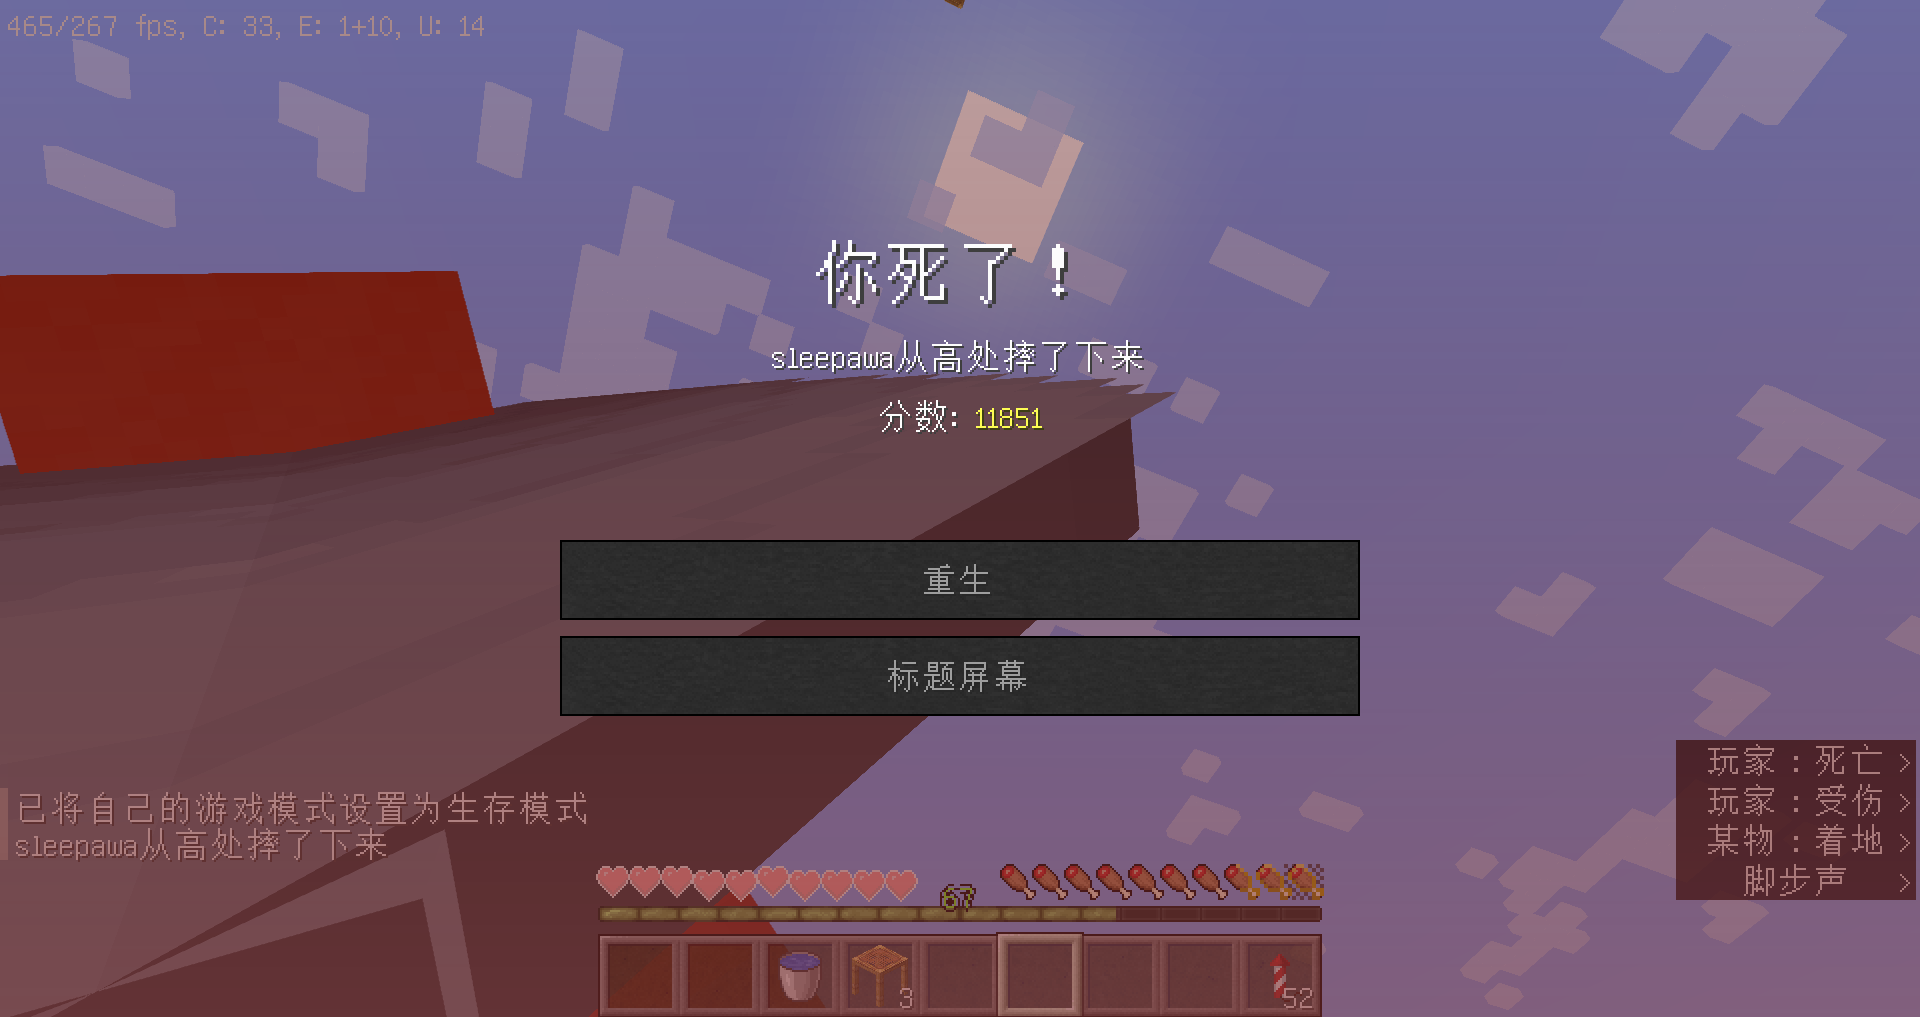 465/267 fps, C: 33, E: 1+10, U: 14
你死了！
sleepawa从高处摔了下来
分数: 11851
重生
标题屏幕
玩家：死亡 >
玩家：受伤 >
某物：着地 >
脚步声 >
已将自己的游戏模式设置为生存模式
sleepawa从高处摔了下来
67
3
52